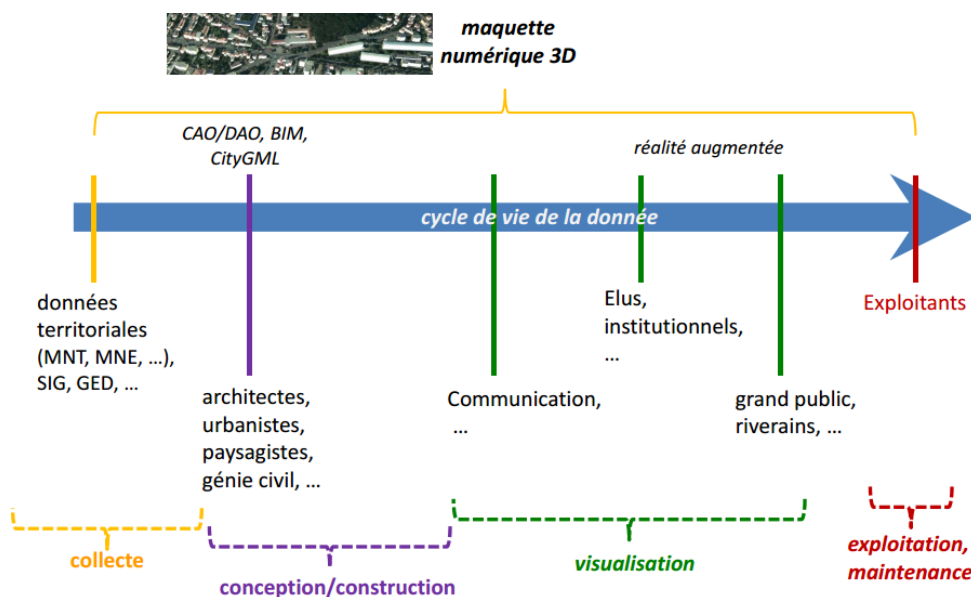 maquette
numérique 3D
CAO/DAO, BIM,
CityGML
réalité augmentée
cycle de vie de la donnée
données
territoriales
(MNT, MNE, ...),
SIG, GED, ...
architectes,
urbanistes,
paysagistes,
génie civil, ...
Communication,
...
Elus,
institutionnels,
...
grand public,
riverains, ...
Exploitants
collecte
conception/construction
visualisation
exploitation,
maintenance